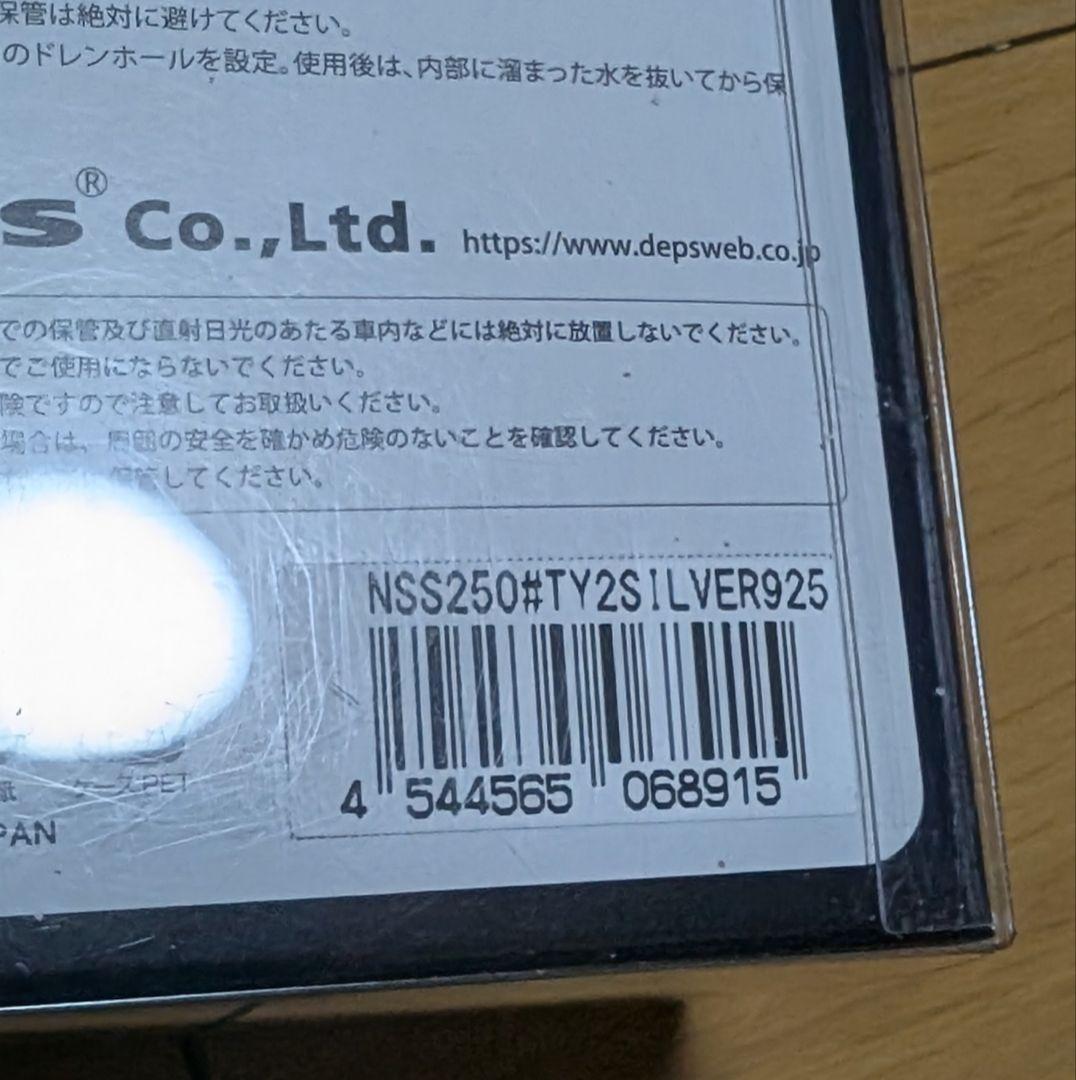 保管は絶対に避けてください。
のドレンホールを設定。使用後は、内部に溜まった水を抜いてから保
S® Co.,Ltd. https://www.depsweb.co.jp
での保管及び直射日光のあたる車内などには絶対に放置しないでください。
でご使用にならないでください。
険ですので注意してお取扱いください。
場合は、周囲の安全を確かめ危険のないことを確認してください。
保管してください。
NSS250#TY2SILVER925
4 544565 068915
紙 ケース:PET
PAN